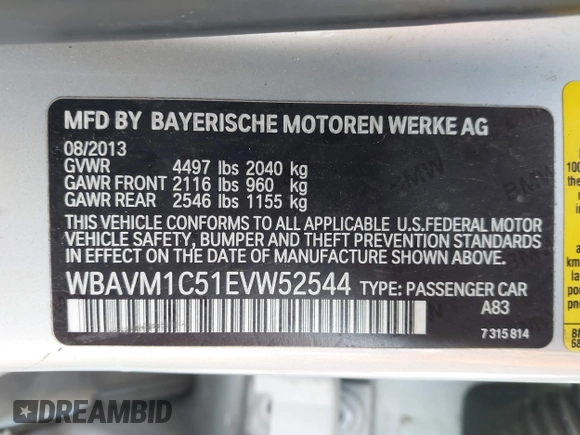 MFD BY BAYERISCHE MOTOREN WERKE AG
08/2013
GVWR 4497 lbs 2040 kg
GAWR FRONT 2116 lbs 960 kg
GAWR REAR 2546 lbs 1155 kg
THIS VEHICLE CONFORMS TO ALL APPLICABLE U.S.FEDERAL MOTOR
VEHICLE SAFETY, BUMPER AND THEFT PREVENTION STANDARDS
IN EFFECT ON THE DATE OF MANUFACTURE SHOWN ABOVE.
WBAVM1C51EVW52544 TYPE: PASSENGER CAR
A83
7 315 814
DREAMBID